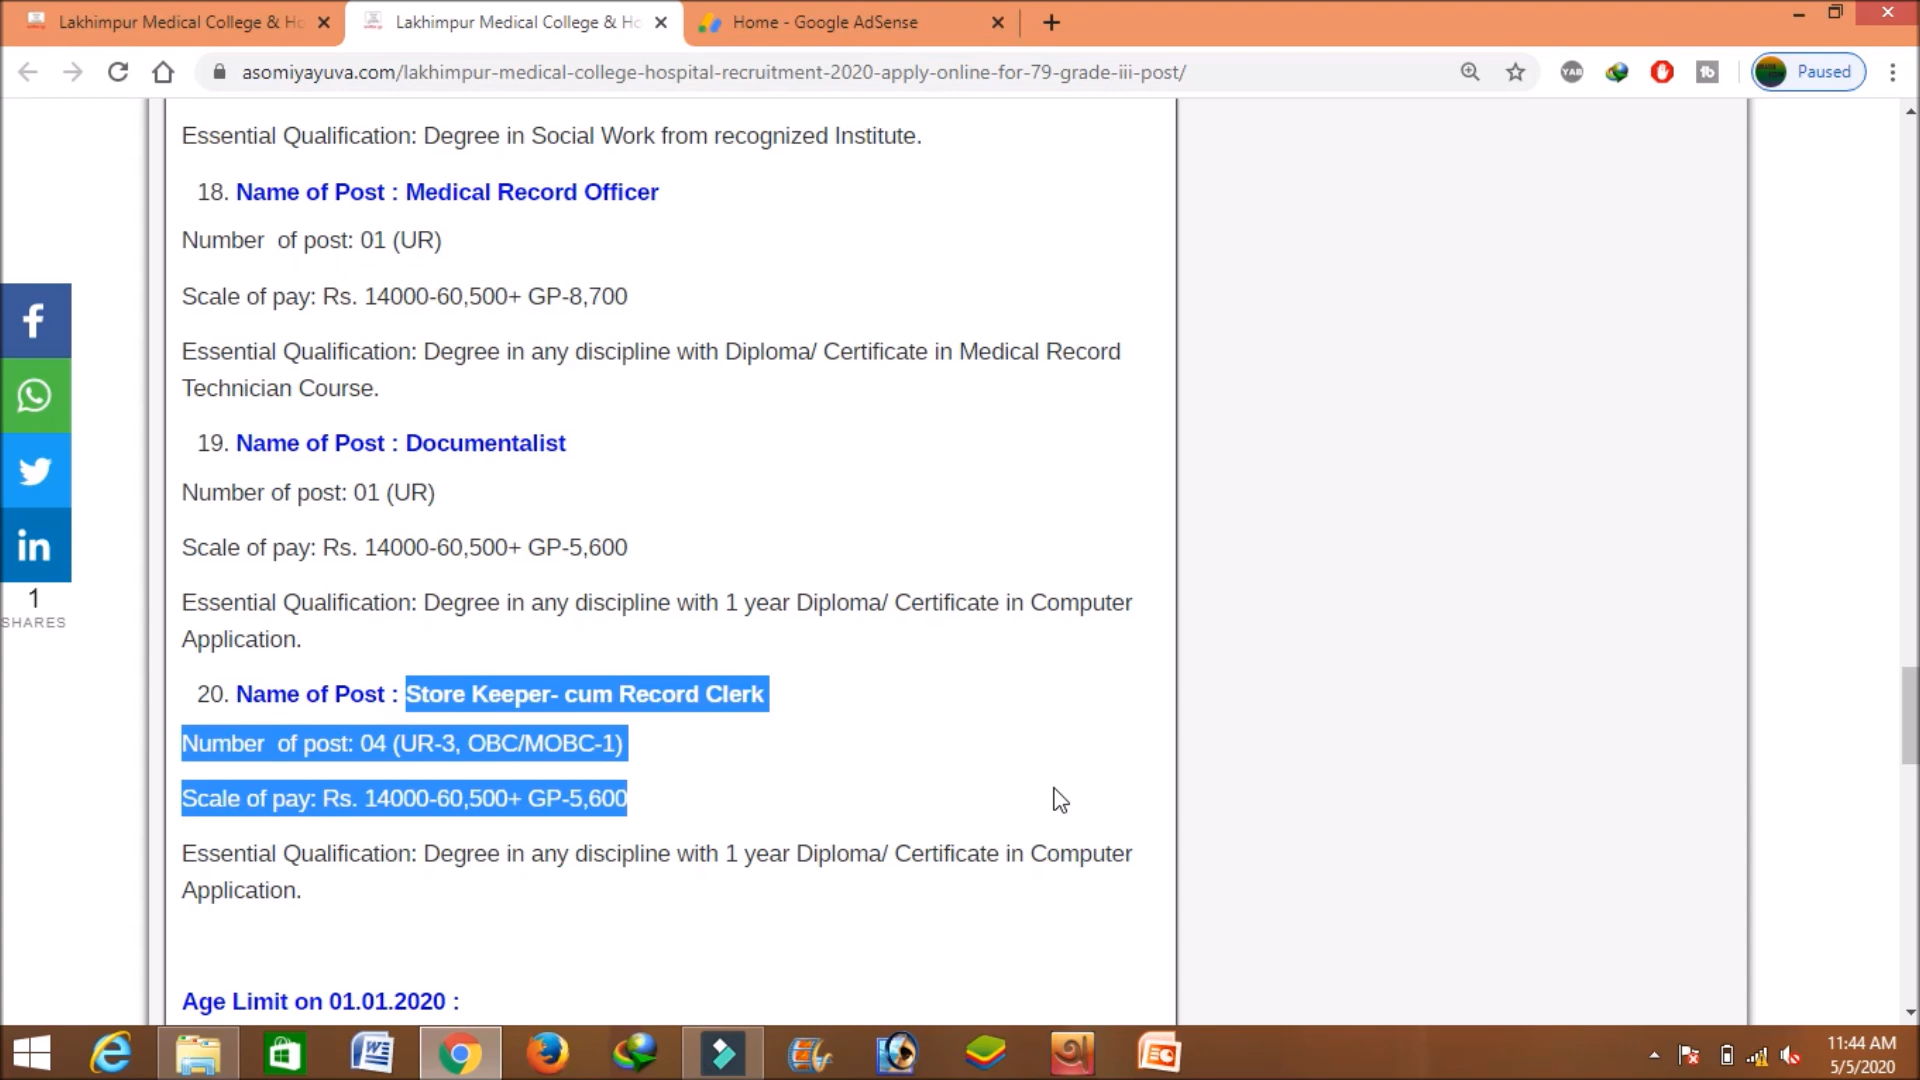 Lakhimpur Medical College & Ho
Lakhimpur Medical College & Ho
Home - Google AdSense
asomiyayuva.com/lakhimpur-medical-college-hospital-recruitment-2020-apply-online-for-79-grade-iii-post/
YAB
Paused
Essential Qualification: Degree in Social Work from recognized Institute.
18. Name of Post : Medical Record Officer
Number of post: 01 (UR)
Scale of pay: Rs. 14000-60,500+ GP-8,700
Essential Qualification: Degree in any discipline with Diploma/ Certificate in Medical Record
Technician Course.
19. Name of Post : Documentalist
Number of post: 01 (UR)
Scale of pay: Rs. 14000-60,500+ GP-5,600
Essential Qualification: Degree in any discipline with 1 year Diploma/ Certificate in Computer
Application.
20. Name of Post : Store Keeper- cum Record Clerk
Number of post: 04 (UR-3, OBC/MOBC-1)
Scale of pay: Rs. 14000-60,500+ GP-5,600
Essential Qualification: Degree in any discipline with 1 year Diploma/ Certificate in Computer
Application.
Age Limit on 01.01.2020 :
1
SHARES
11:44 AM
5/5/2020